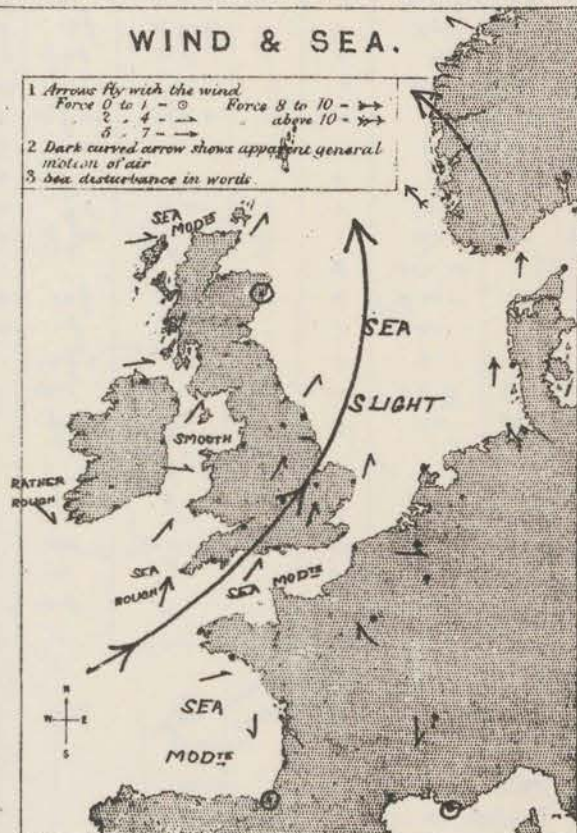 WIND & SEA.
1 Arrows fly with the wind
Force 0 to 1 - ⊙ Force 8 to 10 -
2 „ 4 - → above 10 -
5 „ 7 - →
2 Dark curved arrow shows apparent general
motion of air
3 Sea disturbance in words.
SEA
MODTE
SEA
SLIGHT
SMOOTH
RATHER
ROUGH
SEA
ROUGH
SEA MODTE
N
W E
S
SEA
MODTE